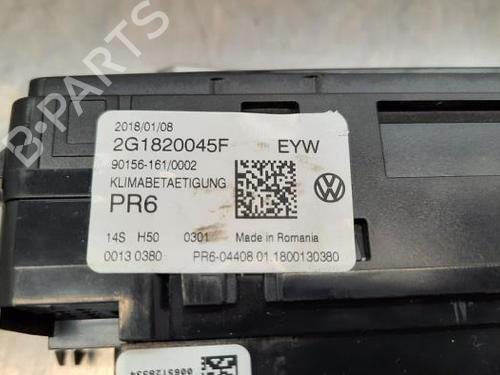 2018/01/08
2G1820045F EYW
90156-161/0002
KLIMABETAETIGUNG
PR6
14S H50 0301 Made in Romania
0013 0380 PR6-04408 01.1800130380
0065128334
B-PARTS